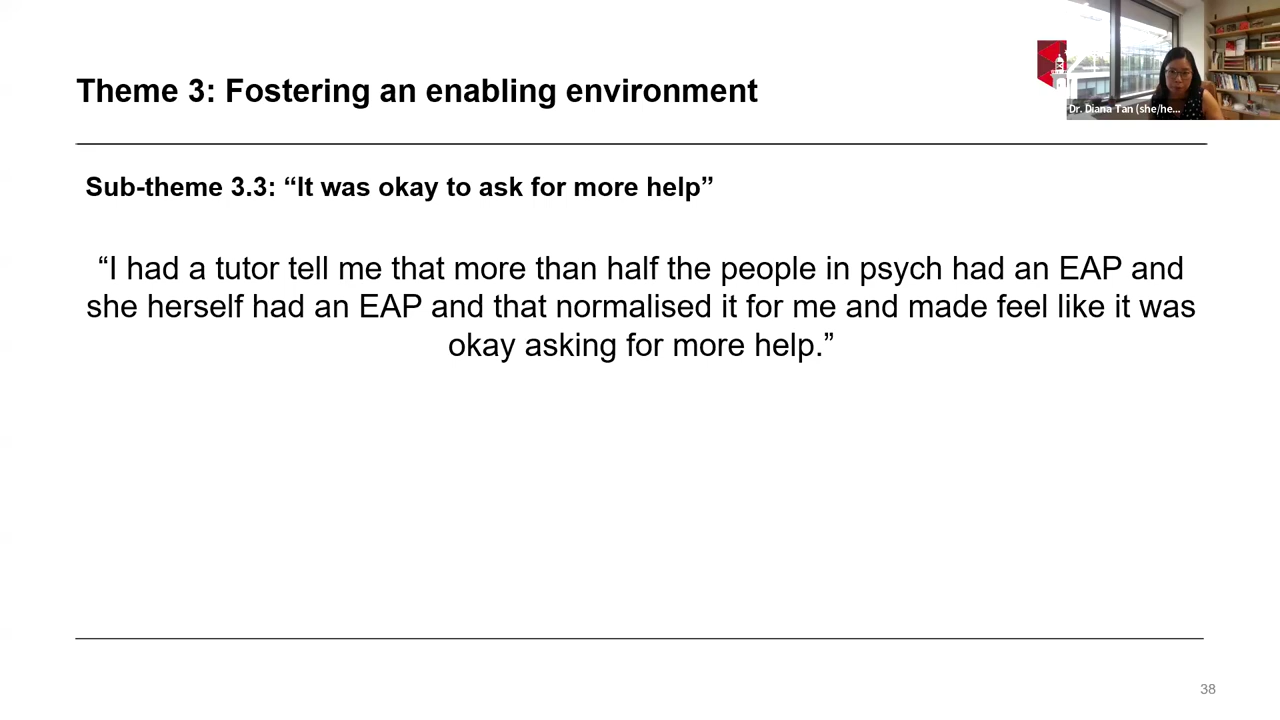 Theme 3: Fostering an enabling environment
Dr. Diana Tan (she/he...
Sub-theme 3.3: “It was okay to ask for more help”
“I had a tutor tell me that more than half the people in psych had an EAP and
she herself had an EAP and that normalised it for me and made feel like it was
okay asking for more help.”
38